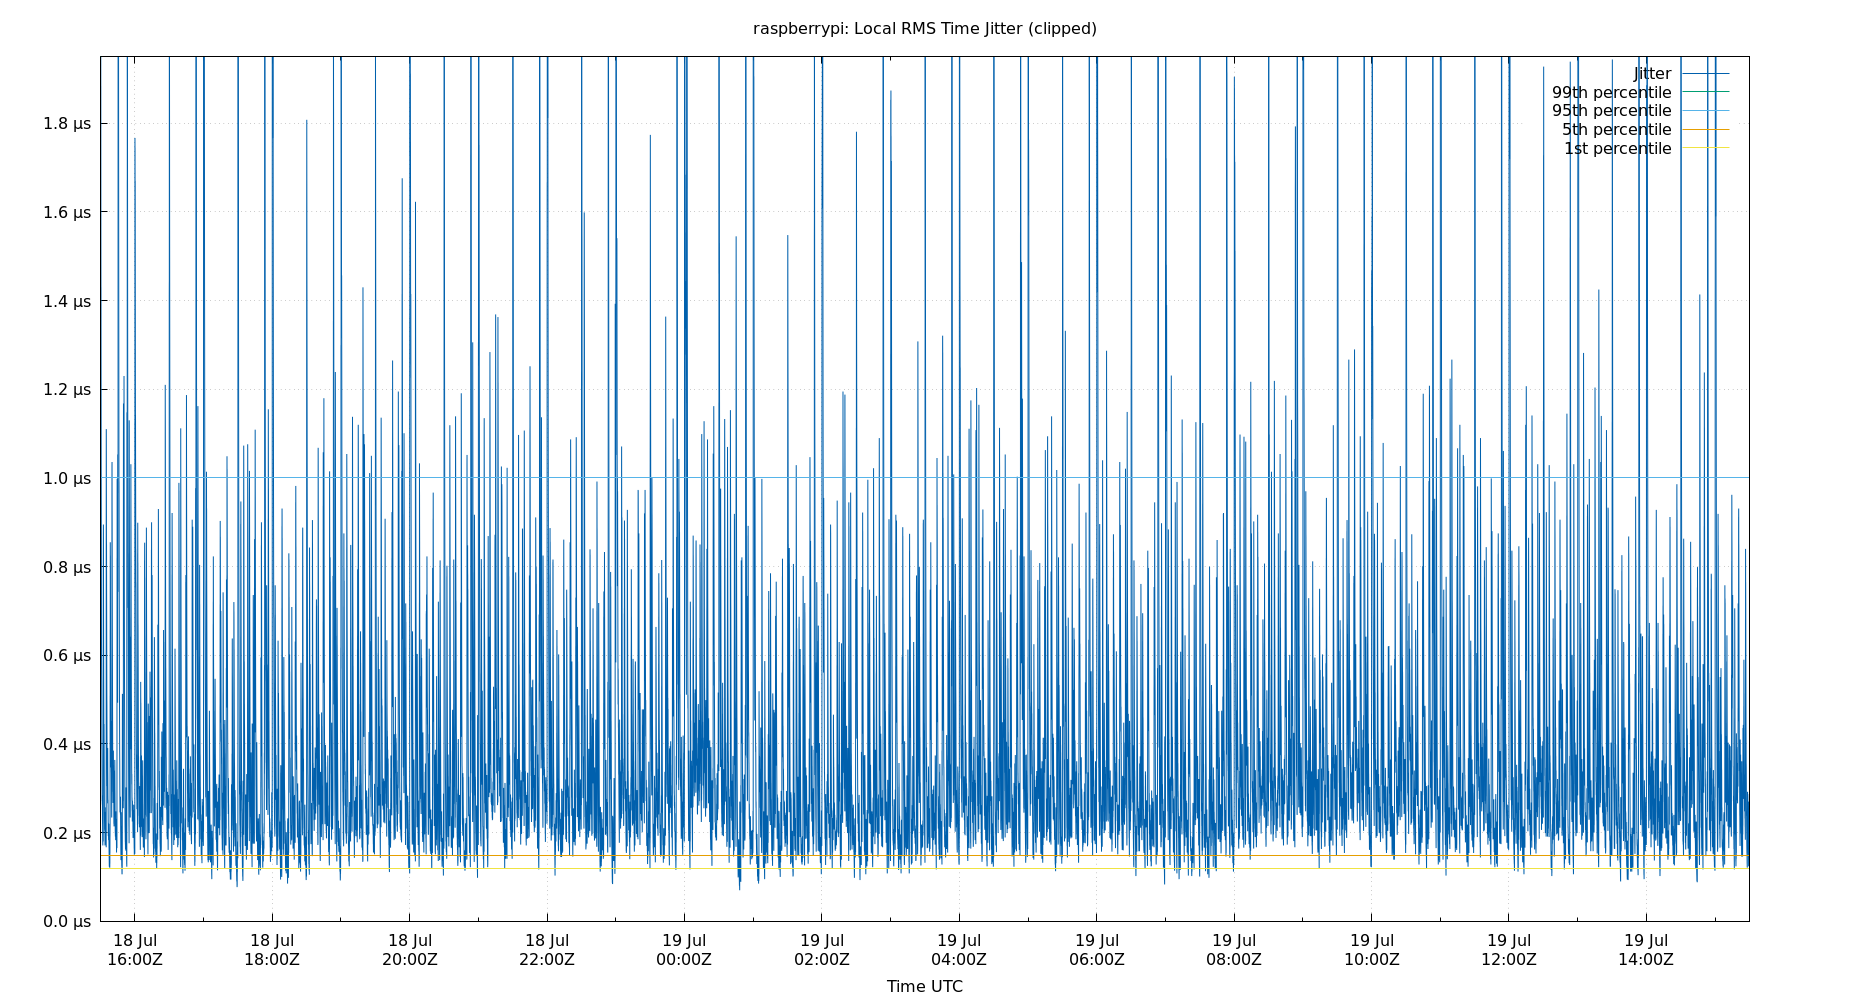 raspberrypi: Local RMS Time Jitter (clipped)
Jitter
99th percentile
95th percentile
5th percentile
1st percentile
1.8 µs
1.6 µs
1.4 µs
1.2 µs
1.0 µs
0.8 µs
0.6 µs
0.4 µs
0.2 µs
0.0 µs
18 Jul 18 Jul 18 Jul 18 Jul 19 Jul 19 Jul 19 Jul 19 Jul 19 Jul 19 Jul 19 Jul 19 Jul
16:00Z 18:00Z 20:00Z 22:00Z 00:00Z 02:00Z 04:00Z 06:00Z 08:00Z 10:00Z 12:00Z 14:00Z
Time UTC